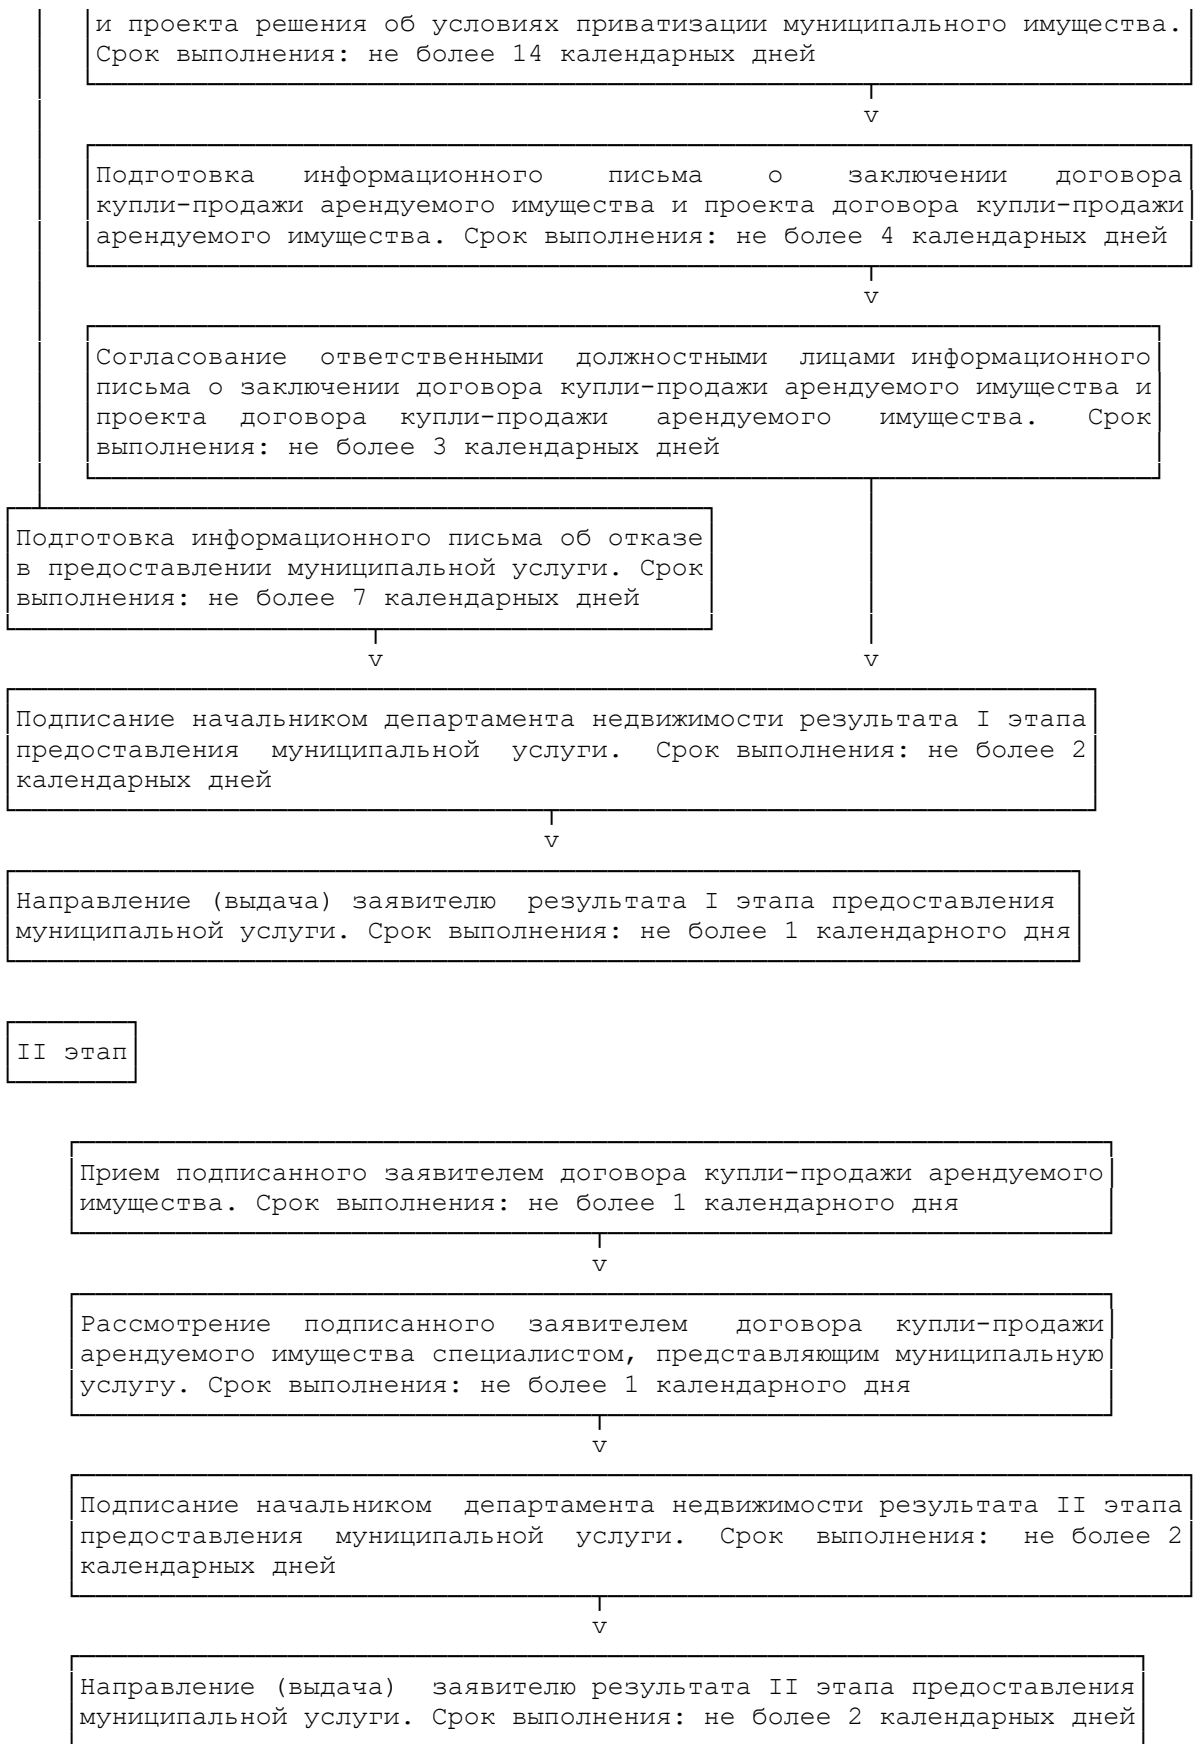 и проекта решения об условиях приватизации муниципального имущества.
Срок выполнения: не более 14 календарных дней
v
Подготовка информационного письма о заключении договора
купли-продажи арендуемого имущества и проекта договора купли-продажи
арендуемого имущества. Срок выполнения: не более 4 календарных дней
v
Согласование ответственными должностными лицами информационного
письма о заключении договора купли-продажи арендуемого имущества и
проекта договора купли-продажи арендуемого имущества. Срок
выполнения: не более 3 календарных дней
Подготовка информационного письма об отказе
в предоставлении муниципальной услуги. Срок
выполнения: не более 7 календарных дней
v v
Подписание начальником департамента недвижимости результата I этапа
предоставления муниципальной услуги. Срок выполнения: не более 2
календарных дней
v
Направление (выдача) заявителю результата I этапа предоставления
муниципальной услуги. Срок выполнения: не более 1 календарного дня
II этап
Прием подписанного заявителем договора купли-продажи арендуемого
имущества. Срок выполнения: не более 1 календарного дня
v
Рассмотрение подписанного заявителем договора купли-продажи
арендуемого имущества специалистом, представляющим муниципальную
услугу. Срок выполнения: не более 1 календарного дня
v
Подписание начальником департамента недвижимости результата II этапа
предоставления муниципальной услуги. Срок выполнения: не более 2
календарных дней
v
Направление (выдача) заявителю результата II этапа предоставления
муниципальной услуги. Срок выполнения: не более 2 календарных дней